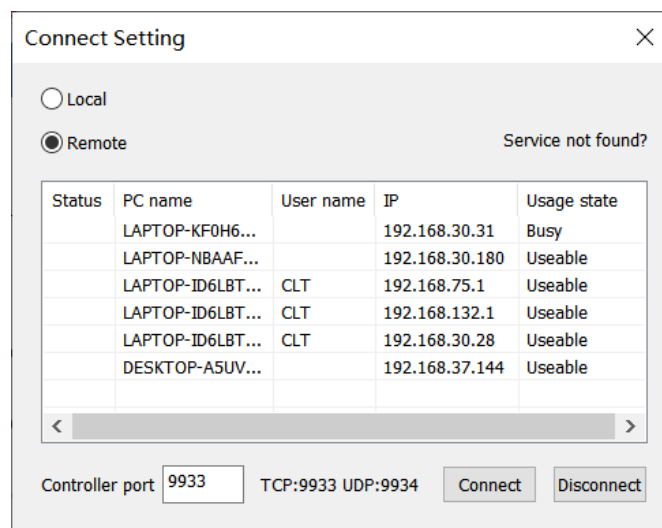 Connect Setting
Local
Remote
Service not found?
Status PC name User name IP Usage state
LAPTOP-KF0H6... 192.168.30.31 Busy
LAPTOP-NBAAF... 192.168.30.180 Useable
LAPTOP-ID6LBT... CLT 192.168.75.1 Useable
LAPTOP-ID6LBT... CLT 192.168.132.1 Useable
LAPTOP-ID6LBT... CLT 192.168.30.28 Useable
DESKTOP-A5UV... 192.168.37.144 Useable
Controller port 9933 TCP:9933 UDP:9934 Connect Disconnect